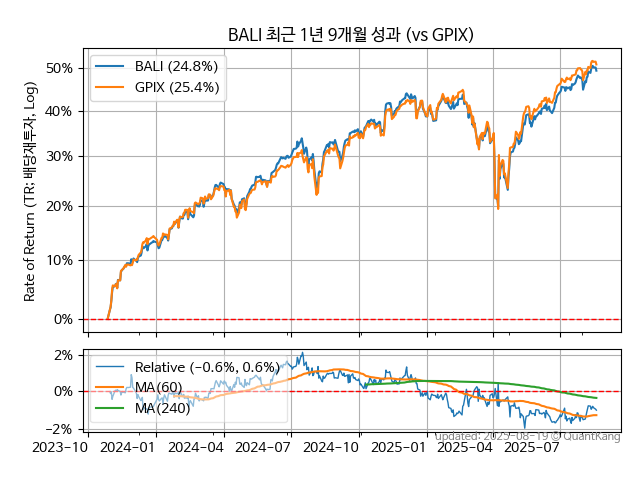 BALI 최근 1년 9개월 성과 (vs GPIX)
Rate of Return (TR; 배당재투자, Log)
50%
40%
30%
20%
10%
0%
BALI (24.8%)
GPIX (25.4%)
2%
0%
−2%
Relative (−0.6%, 0.6%)
MA(60)
MA(240)
2023-10 2024-01 2024-04 2024-07 2024-10 2025-01 2025-04 2025-07
updated: 2025-08-19 © QuantKang